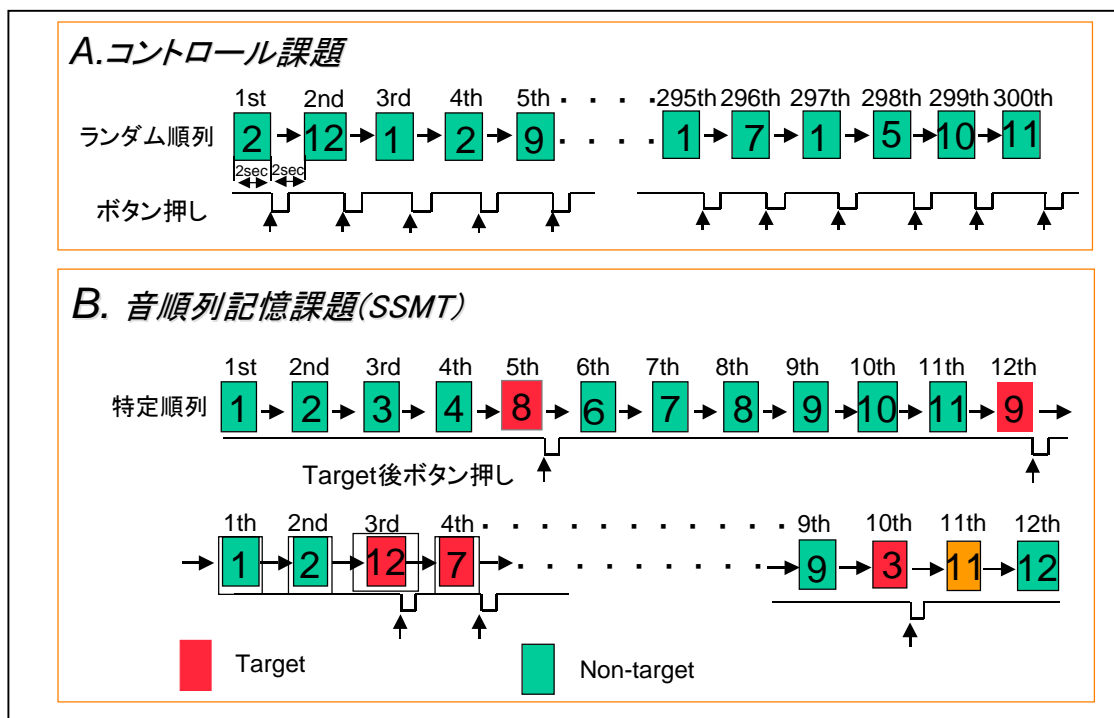 A.コントロール課題
1st 2nd 3rd 4th 5th ・ ・ ・ ・ 295th 296th 297th 298th 299th 300th
ランダム順列 2 12 1 2 9 ・ ・ ・ ・ 1 7 1 5 10 11
2sec 2sec
ボタン押し
B. 音順列記憶課題(SSMT)
1st 2nd 3rd 4th 5th 6th 7th 8th 9th 10th 11th 12th
特定順列 1 2 3 4 8 6 7 8 9 10 11 9
Target後ボタン押し
1th 2nd 3rd 4th ・ ・ ・ ・ ・ ・ ・ ・ ・ ・ ・ 9th 10th 11th 12th
1 2 12 7 ・ ・ ・ ・ ・ ・ ・ ・ ・ 9 3 11 12
Target Non-target